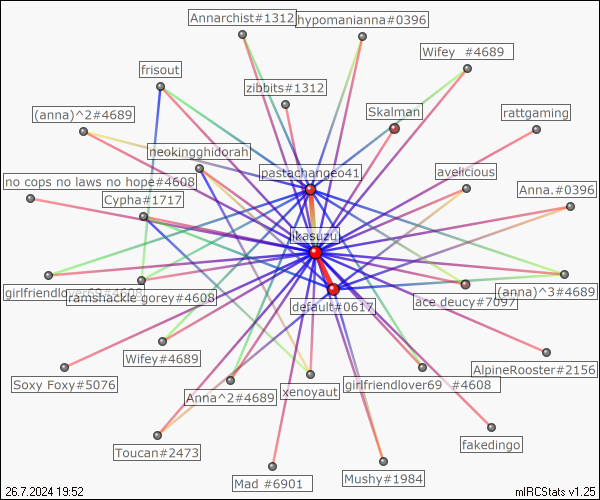 Annarchist#1312
hypomanianna#0396
Wifey #4689
frisout
zibbits#1312
(anna)^2#4689
Skalman
rattgaming
neokingghidorah
pastachangeo41
avelicious
no cops no laws no hope#4608
Cypha#1717
Anna.#0396
jikasuzu
girlfriendlover69#4608
ramshackle gorey#4608
default#0617
ace deucy#7097
(anna)^3#4689
Wifey#4689
AlpineRooster#2156
Soxy Foxy#5076
Anna^2#4689
xenoyaut
girlfriendlover69 #4608
Toucan#2473
fakedingo
Mad #6901
Mushy#1984
26.7.2024 19:52
mIRCStats v1.25